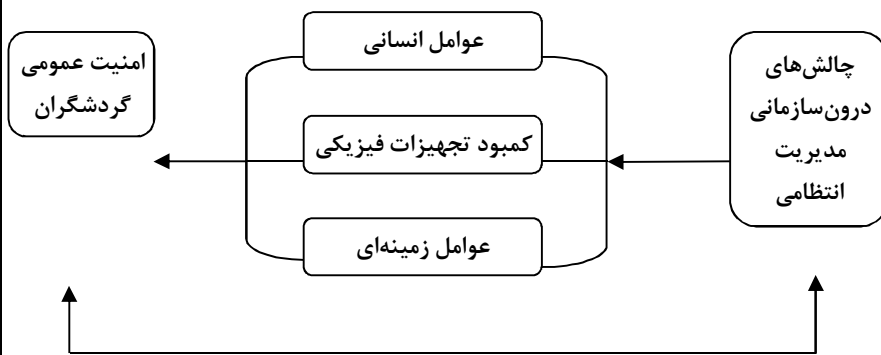 چالش‌های
درون‌سازمانی
مدیریت
انتظامی
عوامل انسانی
کمبود تجهیزات فیزیکی
عوامل زمینه‌ای
امنیت عمومی
گردشگران